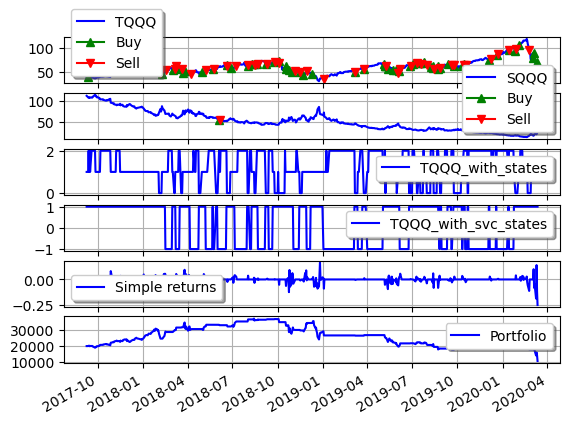 TQQQ
Buy
Sell
100
50
SQQQ
Buy
Sell
100
50
2
0
TQQQ_with_states
1
0
−1
TQQQ_with_svc_states
0.00
−0.25
Simple returns
30000
20000
10000
Portfolio
2017-10
2018-01
2018-04
2018-07
2018-10
2019-01
2019-04
2019-07
2019-10
2020-01
2020-04